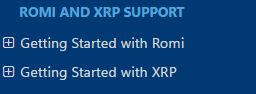 ROMI AND XRP SUPPORT
Getting Started with Romi
Getting Started with XRP